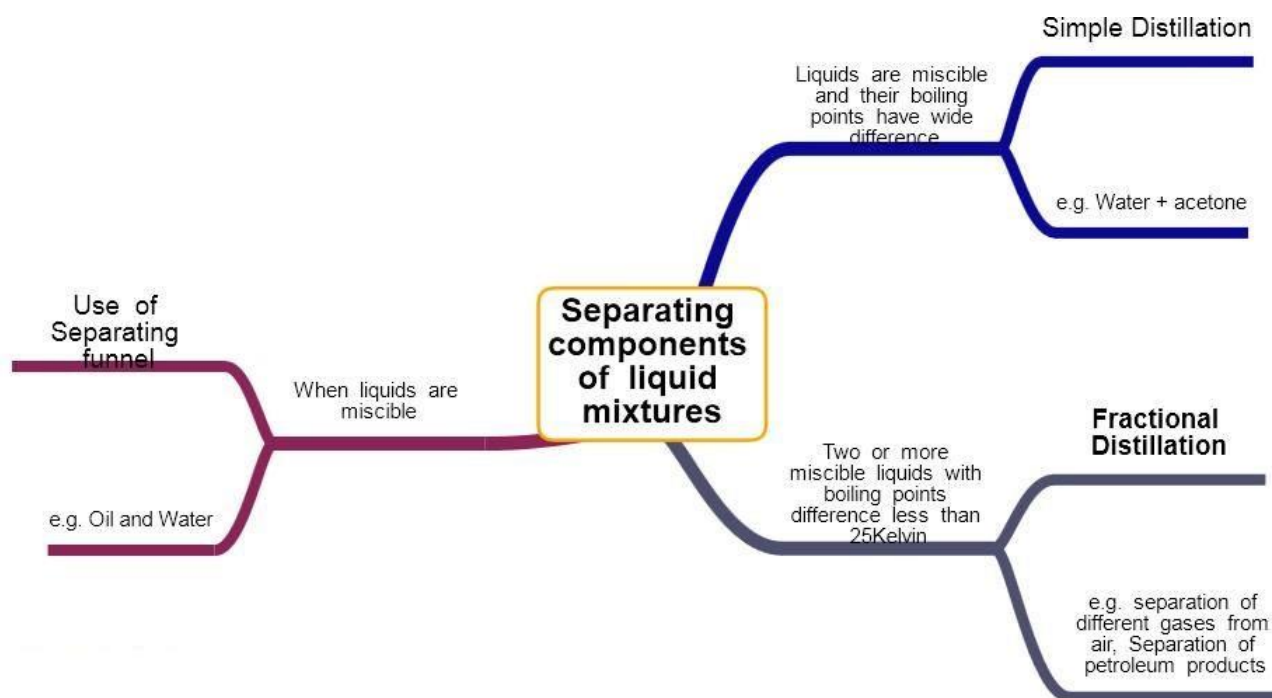 Separating
components
of liquid
mixtures
Liquids are miscible
and their boiling
points have wide
difference
Simple Distillation
e.g. Water + acetone
Two or more
miscible liquids with
boiling points
difference less than
25Kelvin
Fractional
Distillation
e.g. separation of
different gases from
air, Separation of
petroleum products
When liquids are
miscible
Use of
Separating
funnel
e.g. Oil and Water